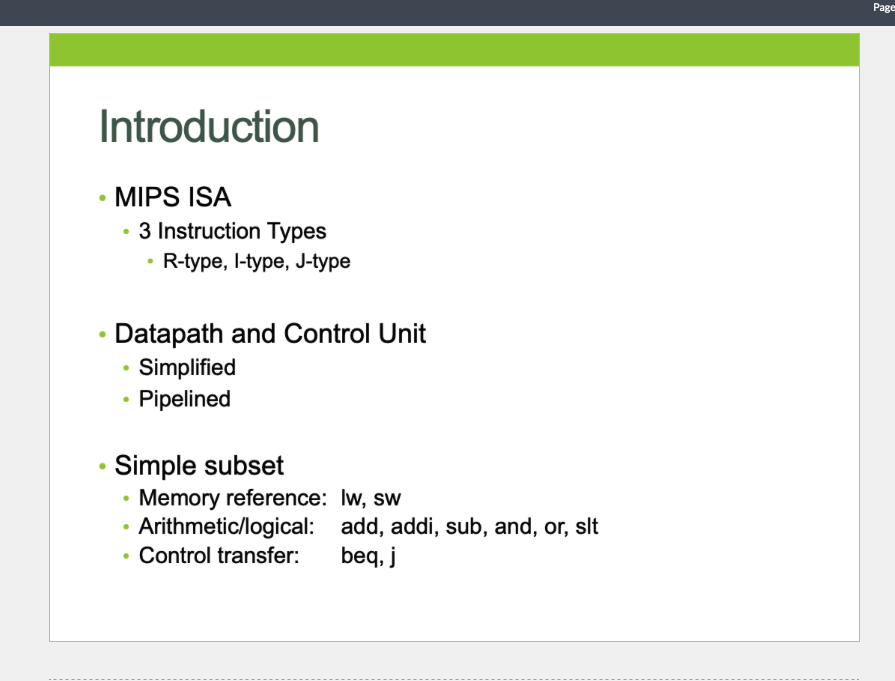 Page
Introduction
• MIPS ISA
• 3 Instruction Types
• R-type, I-type, J-type
• Datapath and Control Unit
• Simplified
• Pipelined
• Simple subset
• Memory reference: lw, sw
• Arithmetic/logical: add, addi, sub, and, or, slt
• Control transfer: beq, j